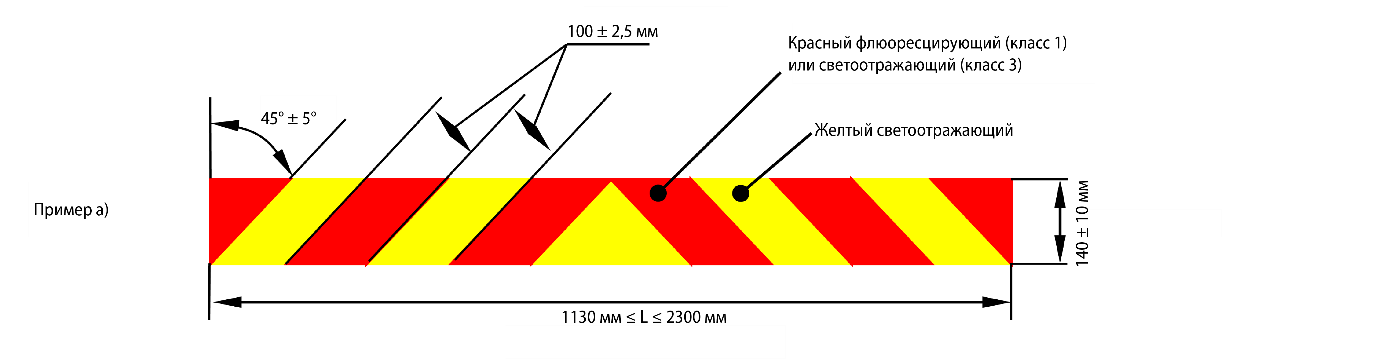 100 ± 2,5 мм
Красный флюоресцирующий (класс 1)
или светоотражающий (класс 3)
45° ± 5°
Желтый светоотражающий
Пример а)
140 ± 10 мм
1130 мм ≤ L ≤ 2300 мм